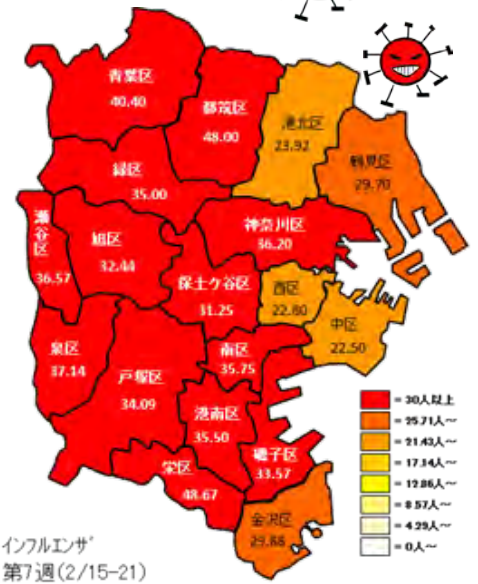 青葉区
40.40
都筑区
48.00
港北区
23.92
鶴見区
29.70
緑区
35.00
瀬谷区
36.57
旭区
32.44
神奈川区
36.20
保土ケ谷区
31.25
西区
22.80
中区
22.50
泉区
37.14
戸塚区
34.09
南区
35.75
港南区
35.50
磯子区
33.57
栄区
48.67
金沢区
29.88
=30人以上
=25.71人～
=21.43人～
=17.14人～
=12.86人～
=8.57人～
=4.29人～
=0人～
インフルエンザ
第7週(2/15-21)